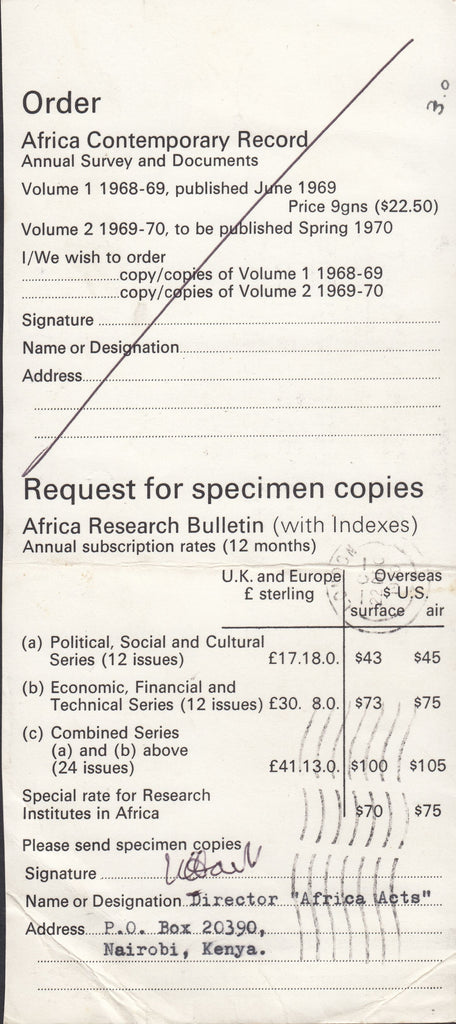 3.0
Order
Africa Contemporary Record
Annual Survey and Documents
Volume 1 1968-69, published June 1969
Price 9gns ($22.50)
Volume 2 1969-70, to be published Spring 1970
I/We wish to order
copy/copies of Volume 1 1968-69
copy/copies of Volume 2 1969-70
Signature
Name or Designation
Address
Request for specimen copies
Africa Research Bulletin (with Indexes)
Annual subscription rates (12 months)
U.K. and Europe Overseas
£ sterling $ U.S.
surface air
(a) Political, Social and Cultural
Series (12 issues) £17.18.0. $43 $45
(b) Economic, Financial and
Technical Series (12 issues) £30. 8.0. $73 $75
(c) Combined Series
(a) and (b) above
(24 issues) £41.13.0. $100 $105
Special rate for Research
Institutes in Africa $70 $75
Please send specimen copies
Signature
Name or Designation Director "Africa Acts"
Address P.O. Box 20390,
Nairobi, Kenya.